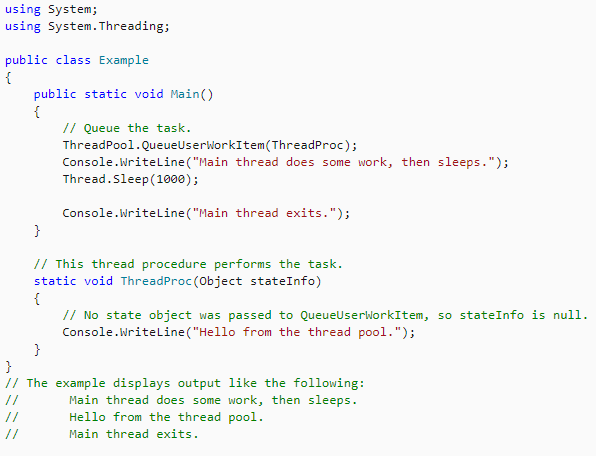 using System;
using System.Threading;

public class Example
{
    public static void Main()
    {
        // Queue the task.
        ThreadPool.QueueUserWorkItem(ThreadProc);
        Console.WriteLine("Main thread does some work, then sleeps.");
        Thread.Sleep(1000);

        Console.WriteLine("Main thread exits.");
    }

    // This thread procedure performs the task.
    static void ThreadProc(Object stateInfo)
    {
        // No state object was passed to QueueUserWorkItem, so stateInfo is null.
        Console.WriteLine("Hello from the thread pool.");
    }
}
// The example displays output like the following:
//       Main thread does some work, then sleeps.
//       Hello from the thread pool.
//       Main thread exits.